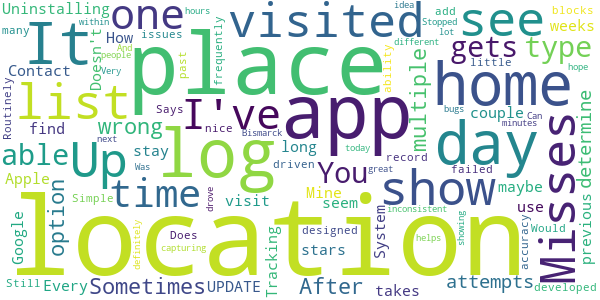 Uninstalling many within hours Stopped idea blocks
And people How issues past one frequently visited add a lot see weeks
It Doesn't Very different little hope
Contact place ability gets type
Routinely list Says I've app multiple couple home bugs Can minutes
find wrong nice Bismarck next today determine
able Up stay log long driven record day
Was great You failed maybe
Apple time Mine show Misses
option Simple drove visit seem System use previous
Google Does designed showing accuracy Would
location
Still Every Sometimes UPDATE After Tracking stars attempts developed
capturing definitely takes helps inconsistent